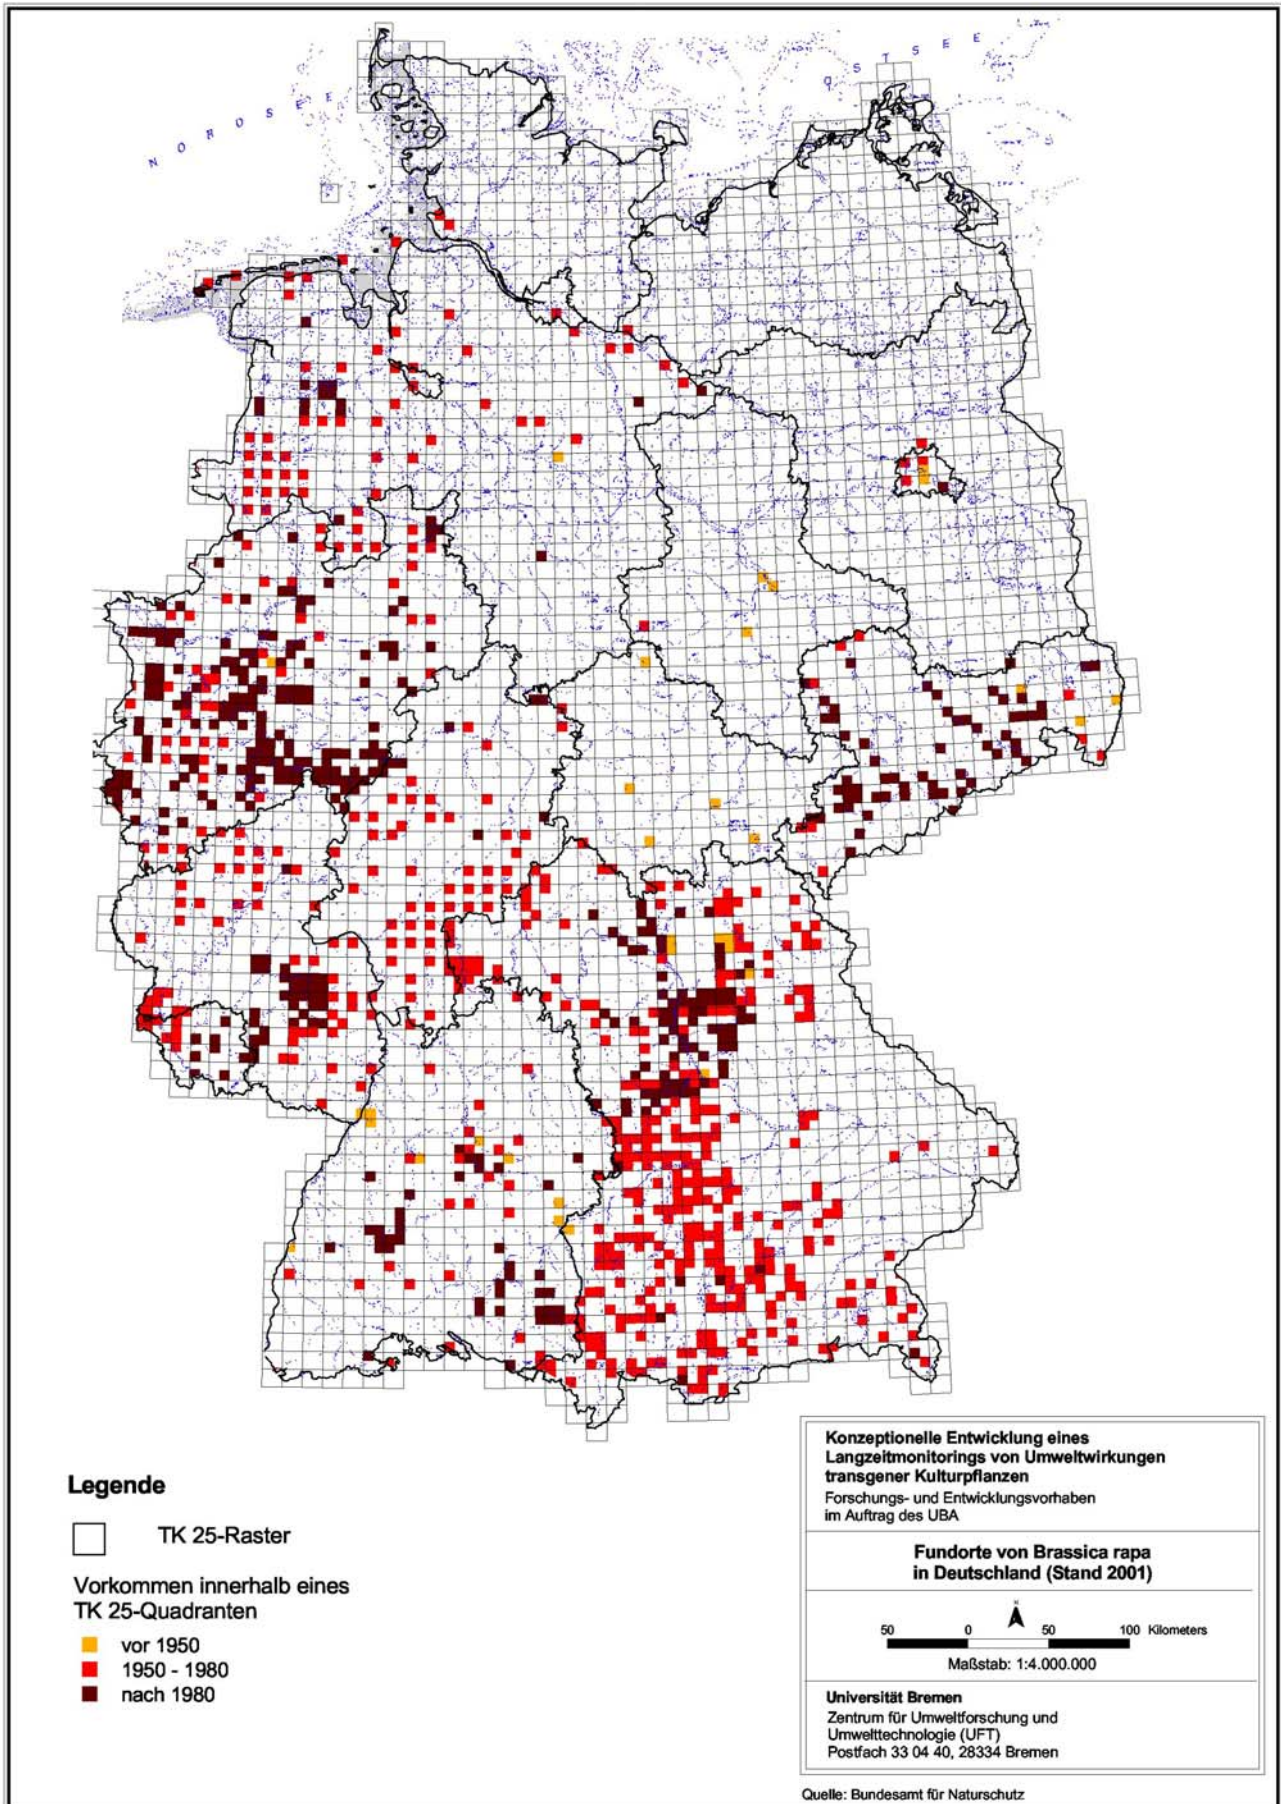 N O R D S E E
O S T S E E
Legende
TK 25-Raster
Vorkommen innerhalb eines
TK 25-Quadranten
vor 1950
1950 - 1980
nach 1980
Konzeptionelle Entwicklung eines
Langzeitmonitorings von Umweltwirkungen
transgener Kulturpflanzen
Forschungs- und Entwicklungsvorhaben
im Auftrag des UBA
Fundorte von Brassica rapa
in Deutschland (Stand 2001)
N
50 0 50 100 Kilometers
Maßstab: 1:4.000.000
Universität Bremen
Zentrum für Umweltforschung und
Umwelttechnologie (UFT)
Postfach 33 04 40, 28334 Bremen
Quelle: Bundesamt für Naturschutz